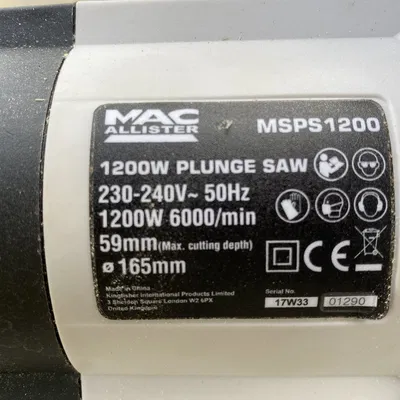 MAC
ALLISTER
MSPS1200
1200W PLUNGE SAW
230-240V~ 50Hz
1200W 6000/min
59mm (Max. cutting depth)
ø 165mm
CE
Made in China
Kingfisher International Products Limited
3 Sheldon Square London W2 6PX
United Kingdom
Serial No:
17W33 01290